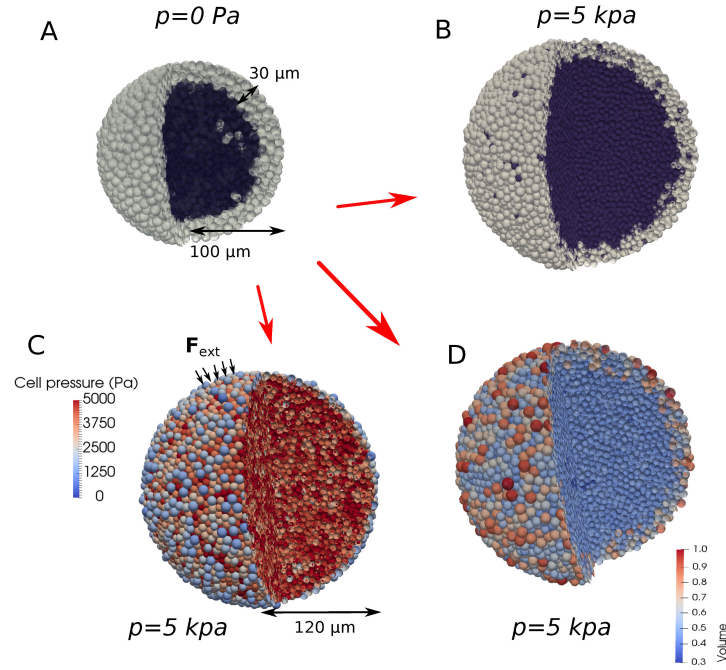 A
p=0 Pa
30 µm
100 µm
B
p=5 kpa
C
F ext
Cell pressure (Pa)
5000
3750
2500
1250
0
p=5 kpa
120 µm
D
p=5 kpa
1.0
0.9
0.8
0.7
0.6
0.5
0.4
0.3
Volume